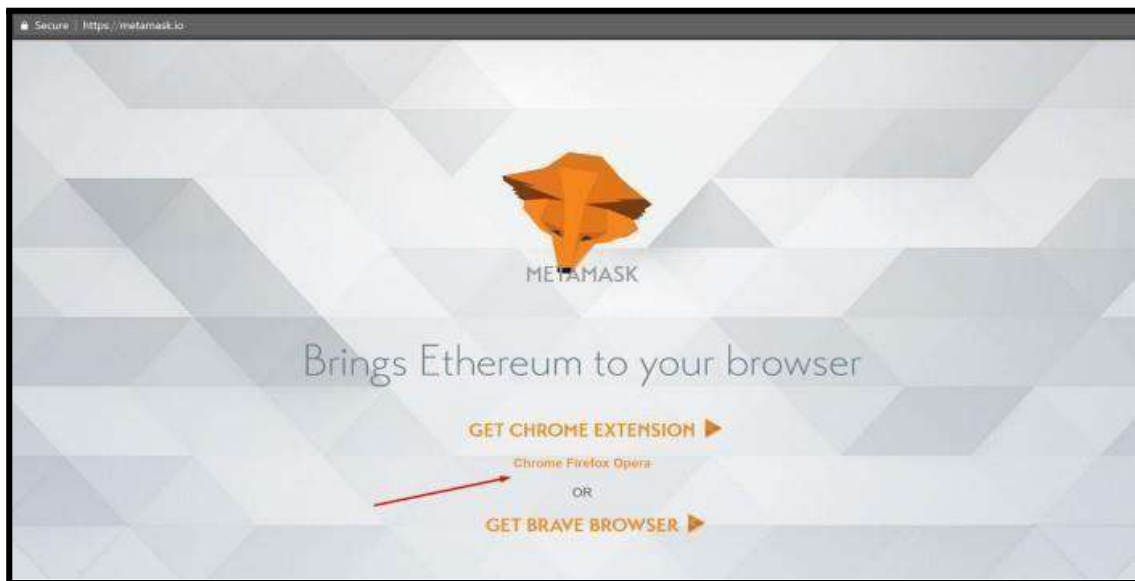 Secure | https://metamask.io
METAMASK
Brings Ethereum to your browser
GET CHROME EXTENSION
Chrome Firefox Opera
OR
GET BRAVE BROWSER